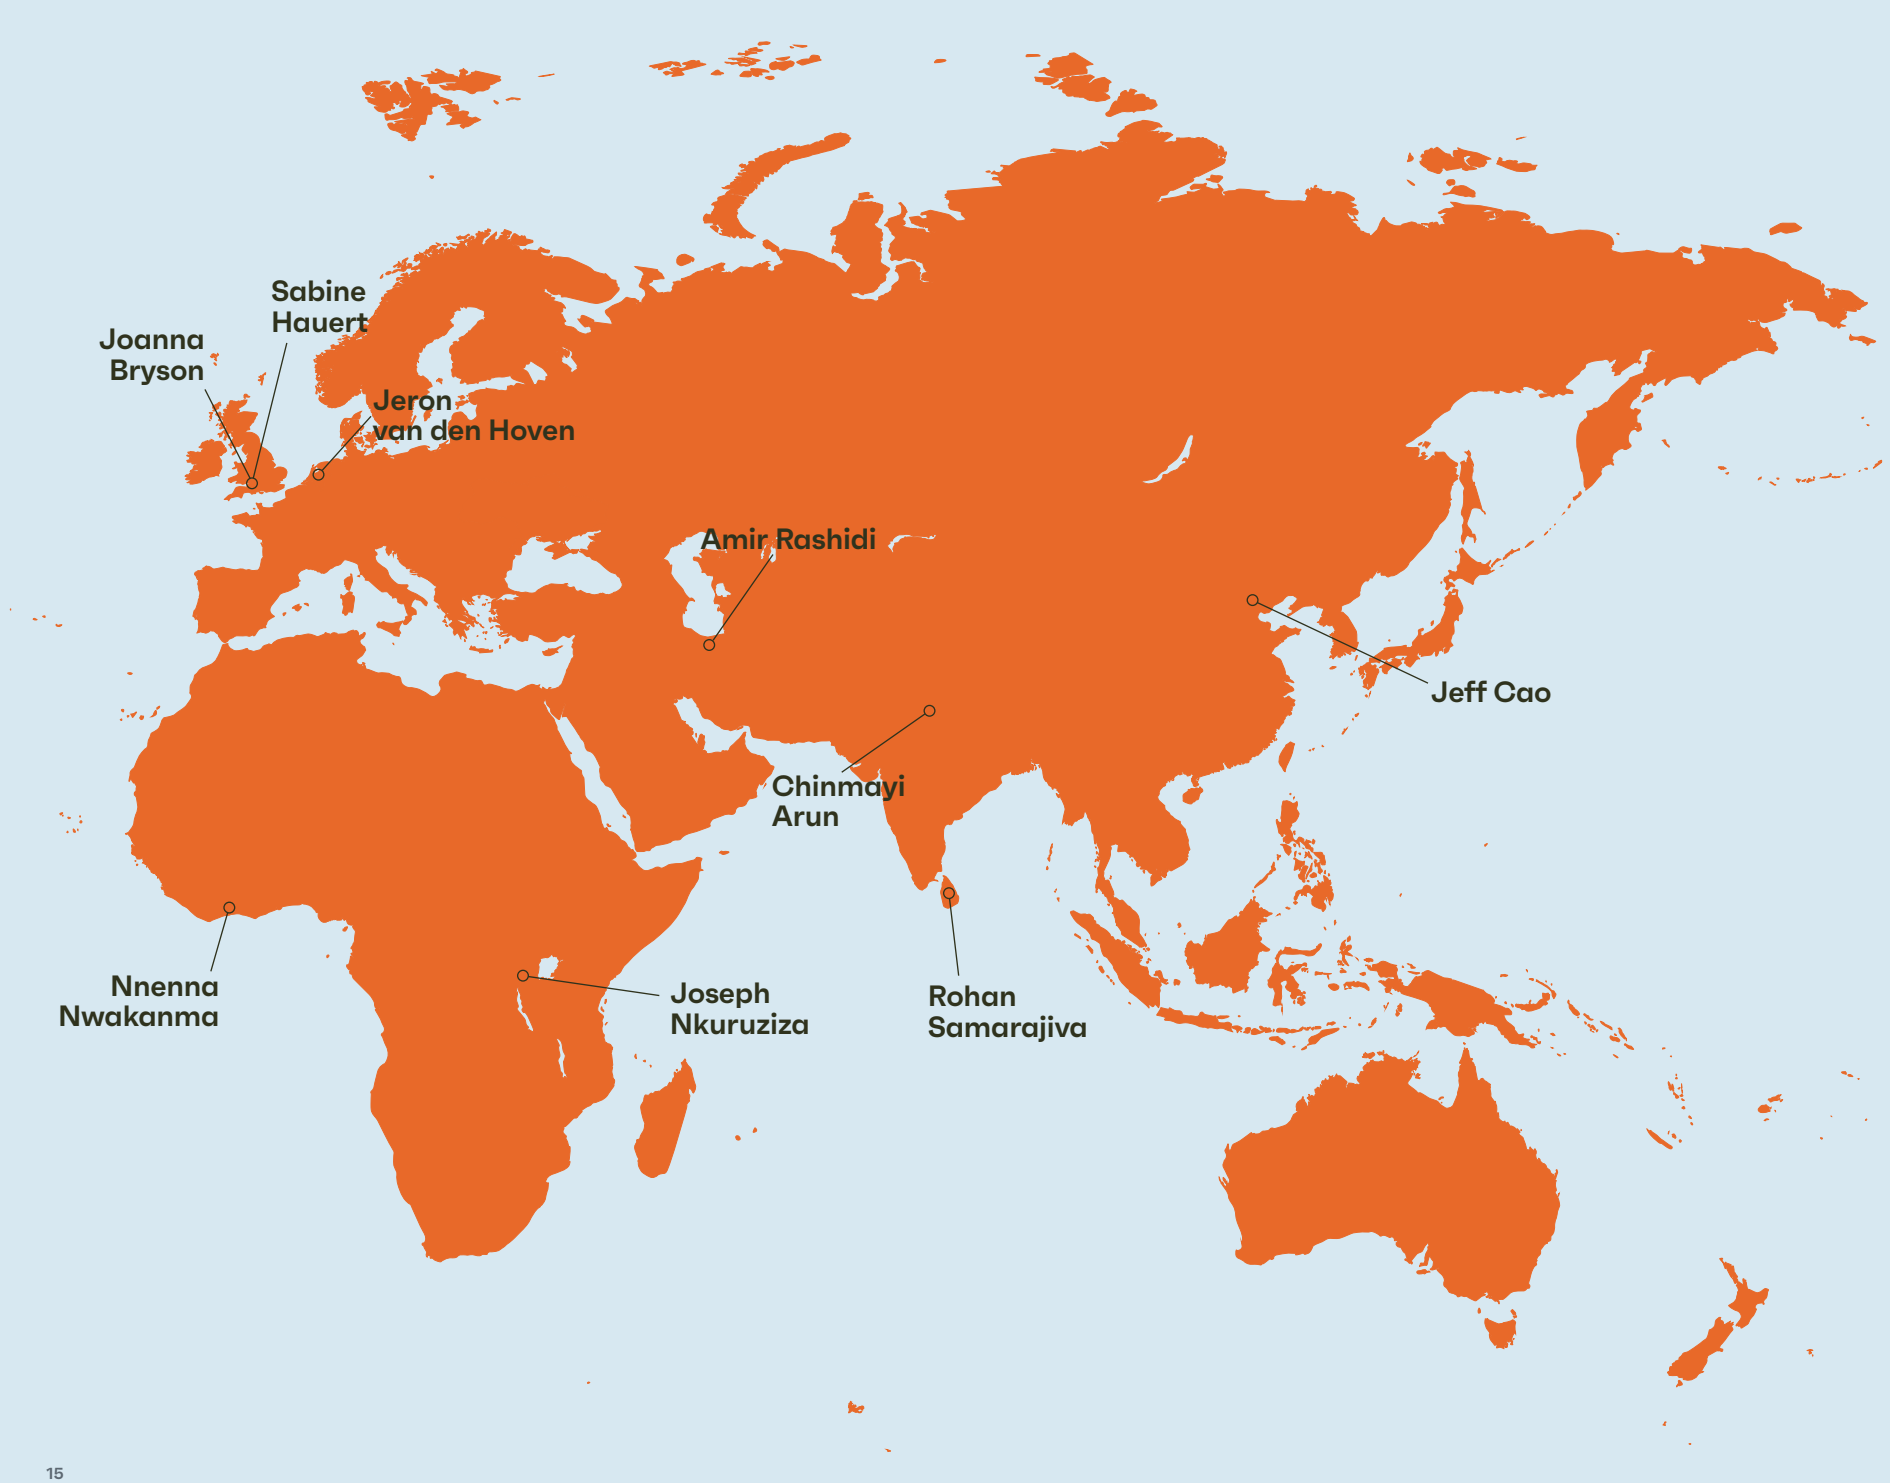 Sabine
Hauert
Joanna
Bryson
Jeron
van den Hoven
Amir Rashidi
Jeff Cao
Chinmayi
Arun
Nnenna
Nwakanma
Joseph
Nkuruziza
Rohan
Samarajiva
15